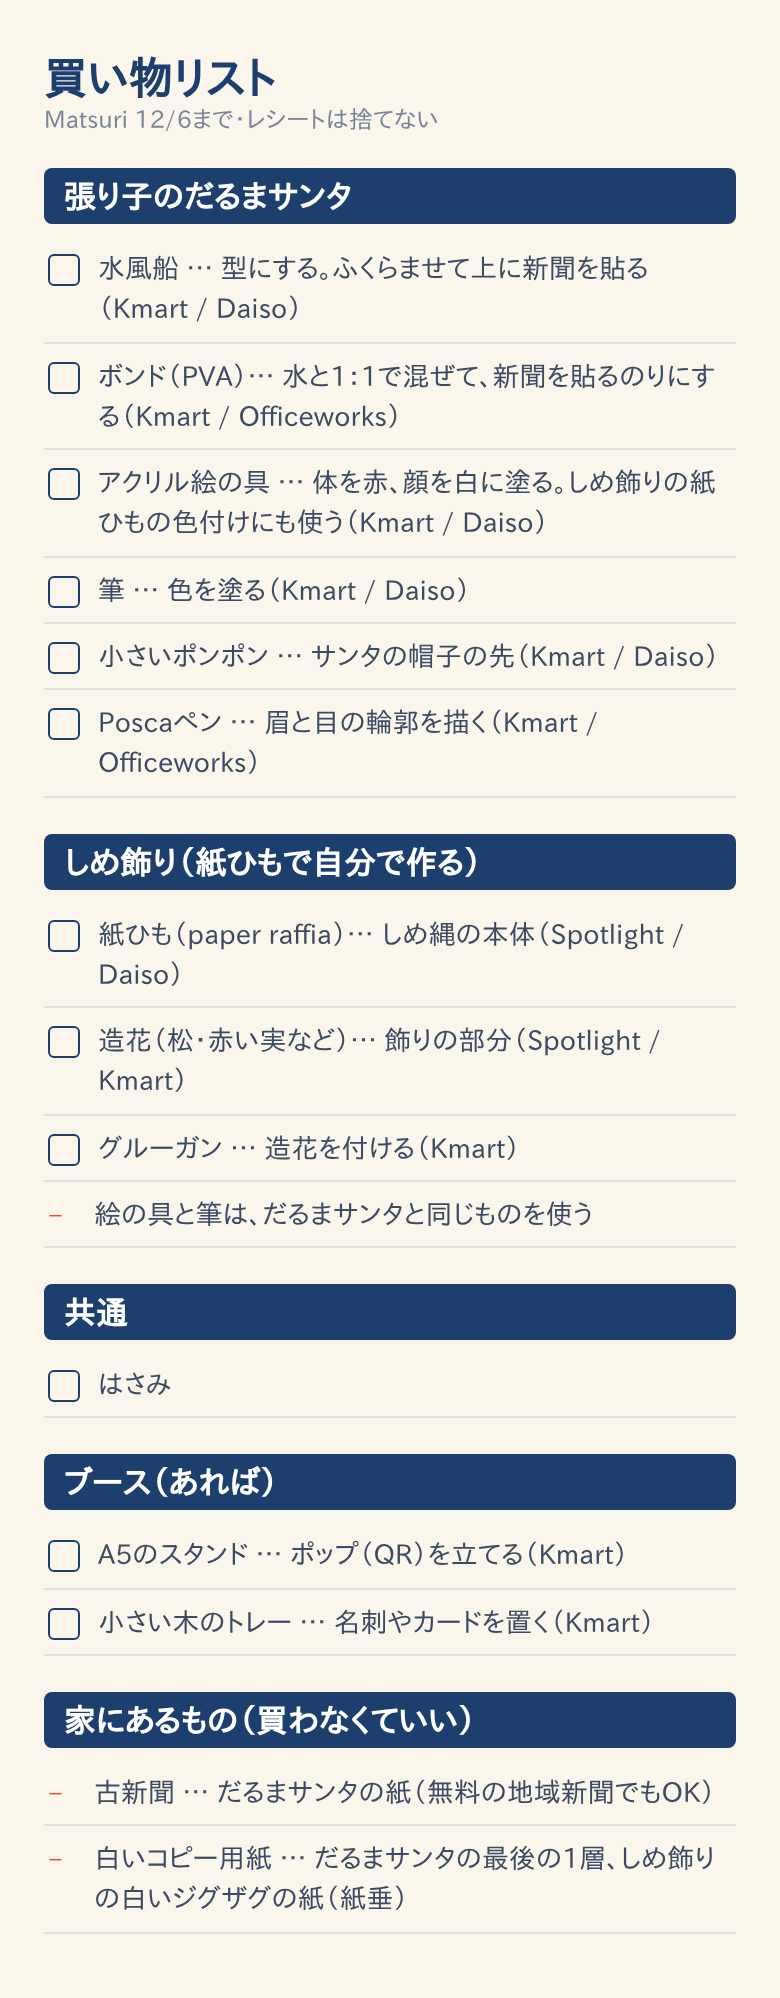 買い物リスト
Matsuri 12/6まで・レシートは捨てない
張り子のだるまサンタ
水風船 … 型にする。ふくらませて上に新聞を貼る
（Kmart / Daiso）
ボンド（PVA）… 水と1：1で混ぜて、新聞を貼るのりにす
る（Kmart / Officeworks）
アクリル絵の具 … 体を赤、顔を白に塗る。しめ飾りの紙
ひもの色付けにも使う（Kmart / Daiso）
筆 … 色を塗る（Kmart / Daiso）
小さいポンポン … サンタの帽子の先（Kmart / Daiso）
Poscaペン … 眉と目の輪郭を描く（Kmart /
Officeworks）
しめ飾り（紙ひもで自分で作る）
紙ひも（paper raffia）… しめ縄の本体（Spotlight /
Daiso）
造花（松・赤い実など）… 飾りの部分（Spotlight /
Kmart）
グルーガン … 造花を付ける（Kmart）
– 絵の具と筆は、だるまサンタと同じものを使う
共通
はさみ
ブース（あれば）
A5のスタンド … ポップ（QR）を立てる（Kmart）
小さい木のトレー … 名刺やカードを置く（Kmart）
家にあるもの（買わなくていい）
– 古新聞 … だるまサンタの紙（無料の地域新聞でもOK）
– 白いコピー用紙 … だるまサンタの最後の1層、しめ飾り
の白いジグザグの紙（紙垂）